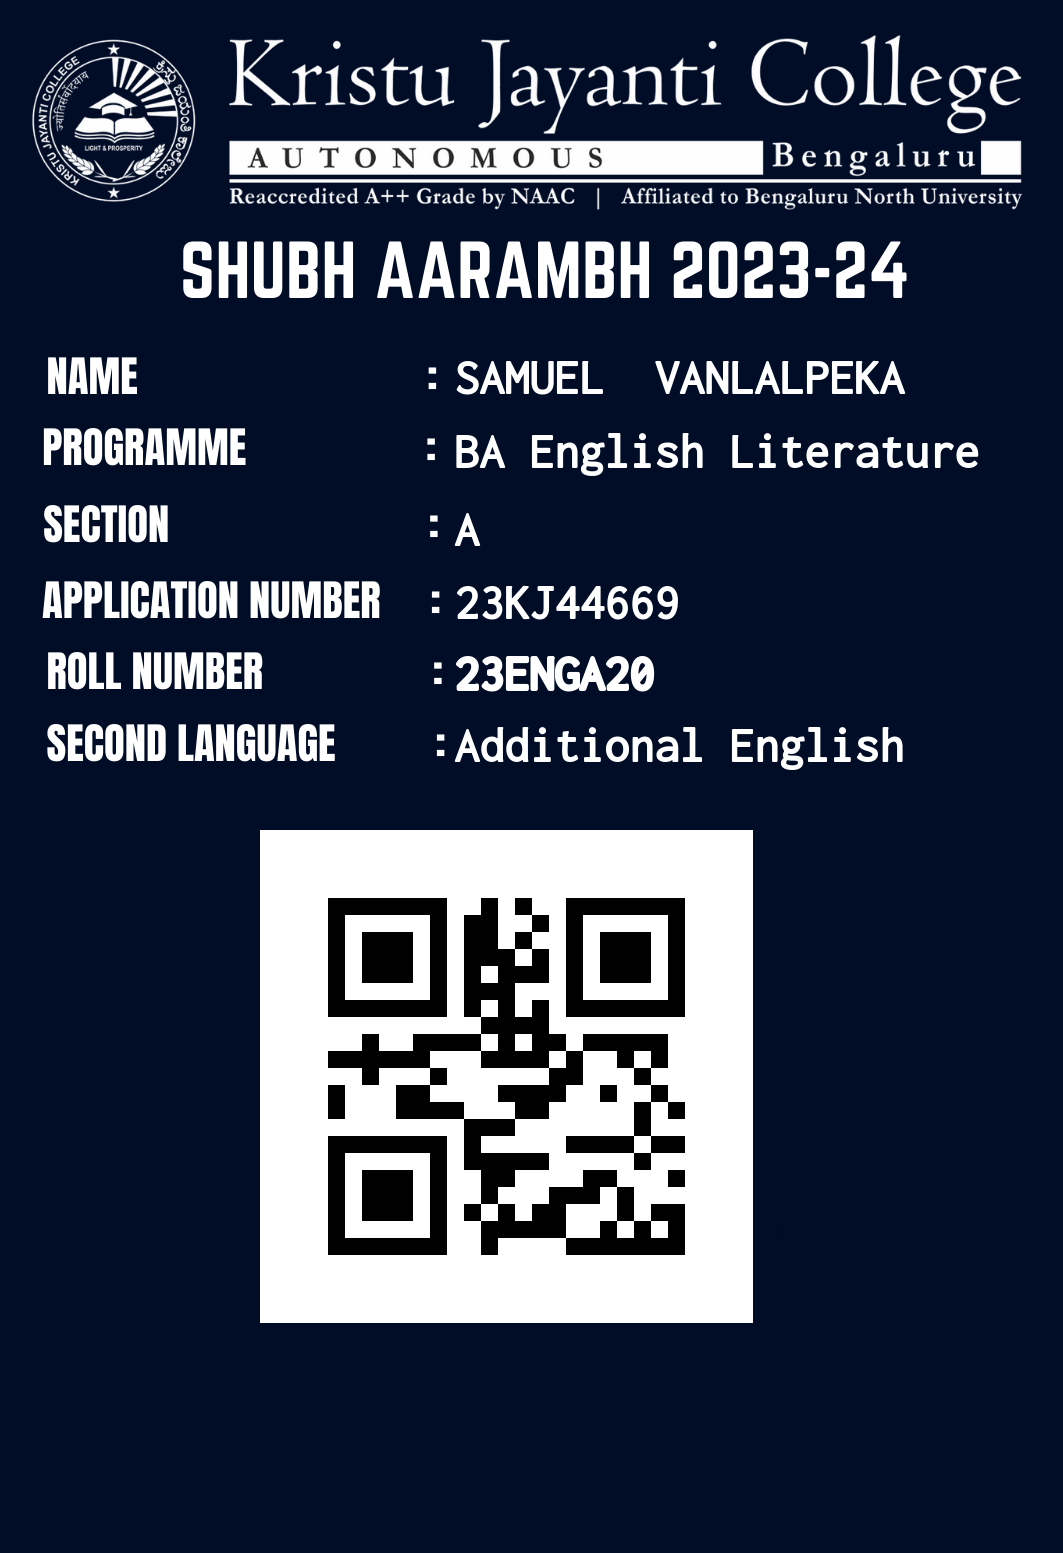 KRISTU JAYANTI COLLEGE
ಕ್ರಿಸ್ತು ಜಯಂತಿ ಕಾಲೇಜು
LIGHT & PROSPERITY
Kristu Jayanti College
AUTONOMOUS Bengaluru
Reaccredited A++ Grade by NAAC | Affiliated to Bengaluru North University
SHUBH AARAMBH 2023-24
NAME : SAMUEL VANLALPEKA
PROGRAMME : BA English Literature
SECTION : A
APPLICATION NUMBER : 23KJ44669
ROLL NUMBER : 23ENGA20
SECOND LANGUAGE : Additional English